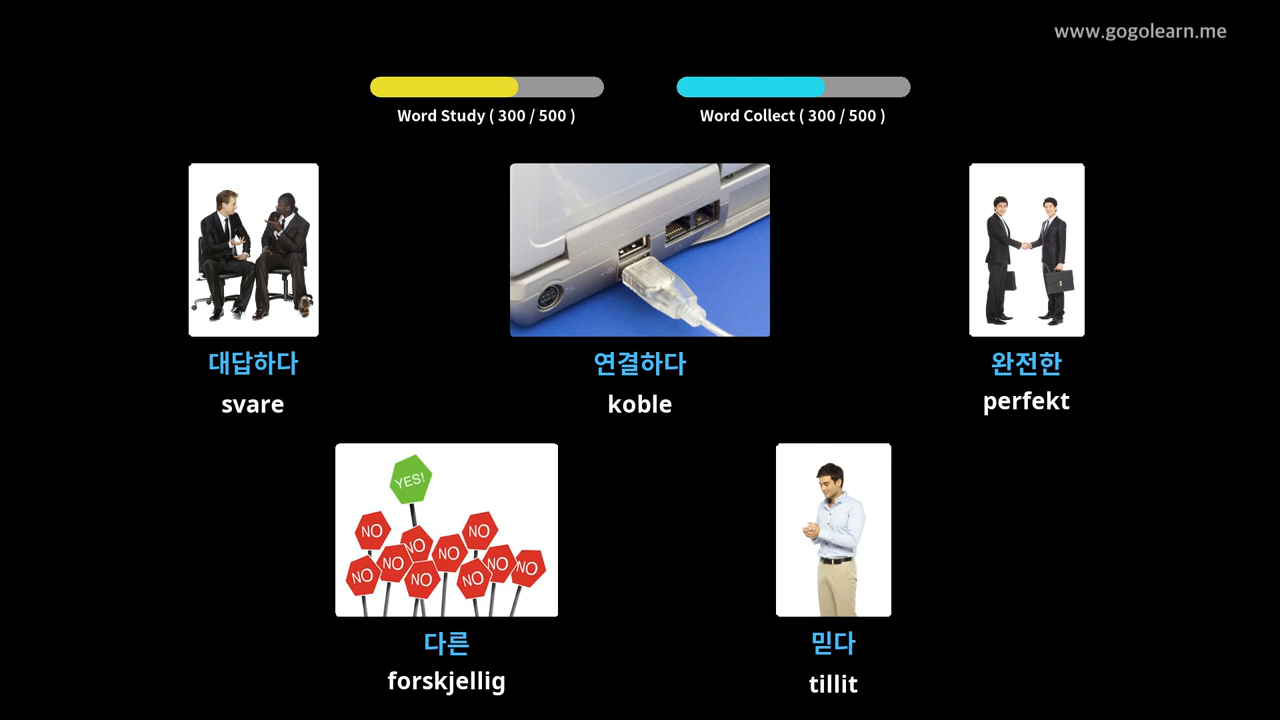 www.gogolearn.me
Word Study ( 300 / 500 )
Word Collect ( 300 / 500 )
대답하다
svare
연결하다
koble
완전한
perfekt
YES!
NO
NO
NO
NO
NO
NO
NO
NO
NO
NO
다른
forskjellig
믿다
tillit